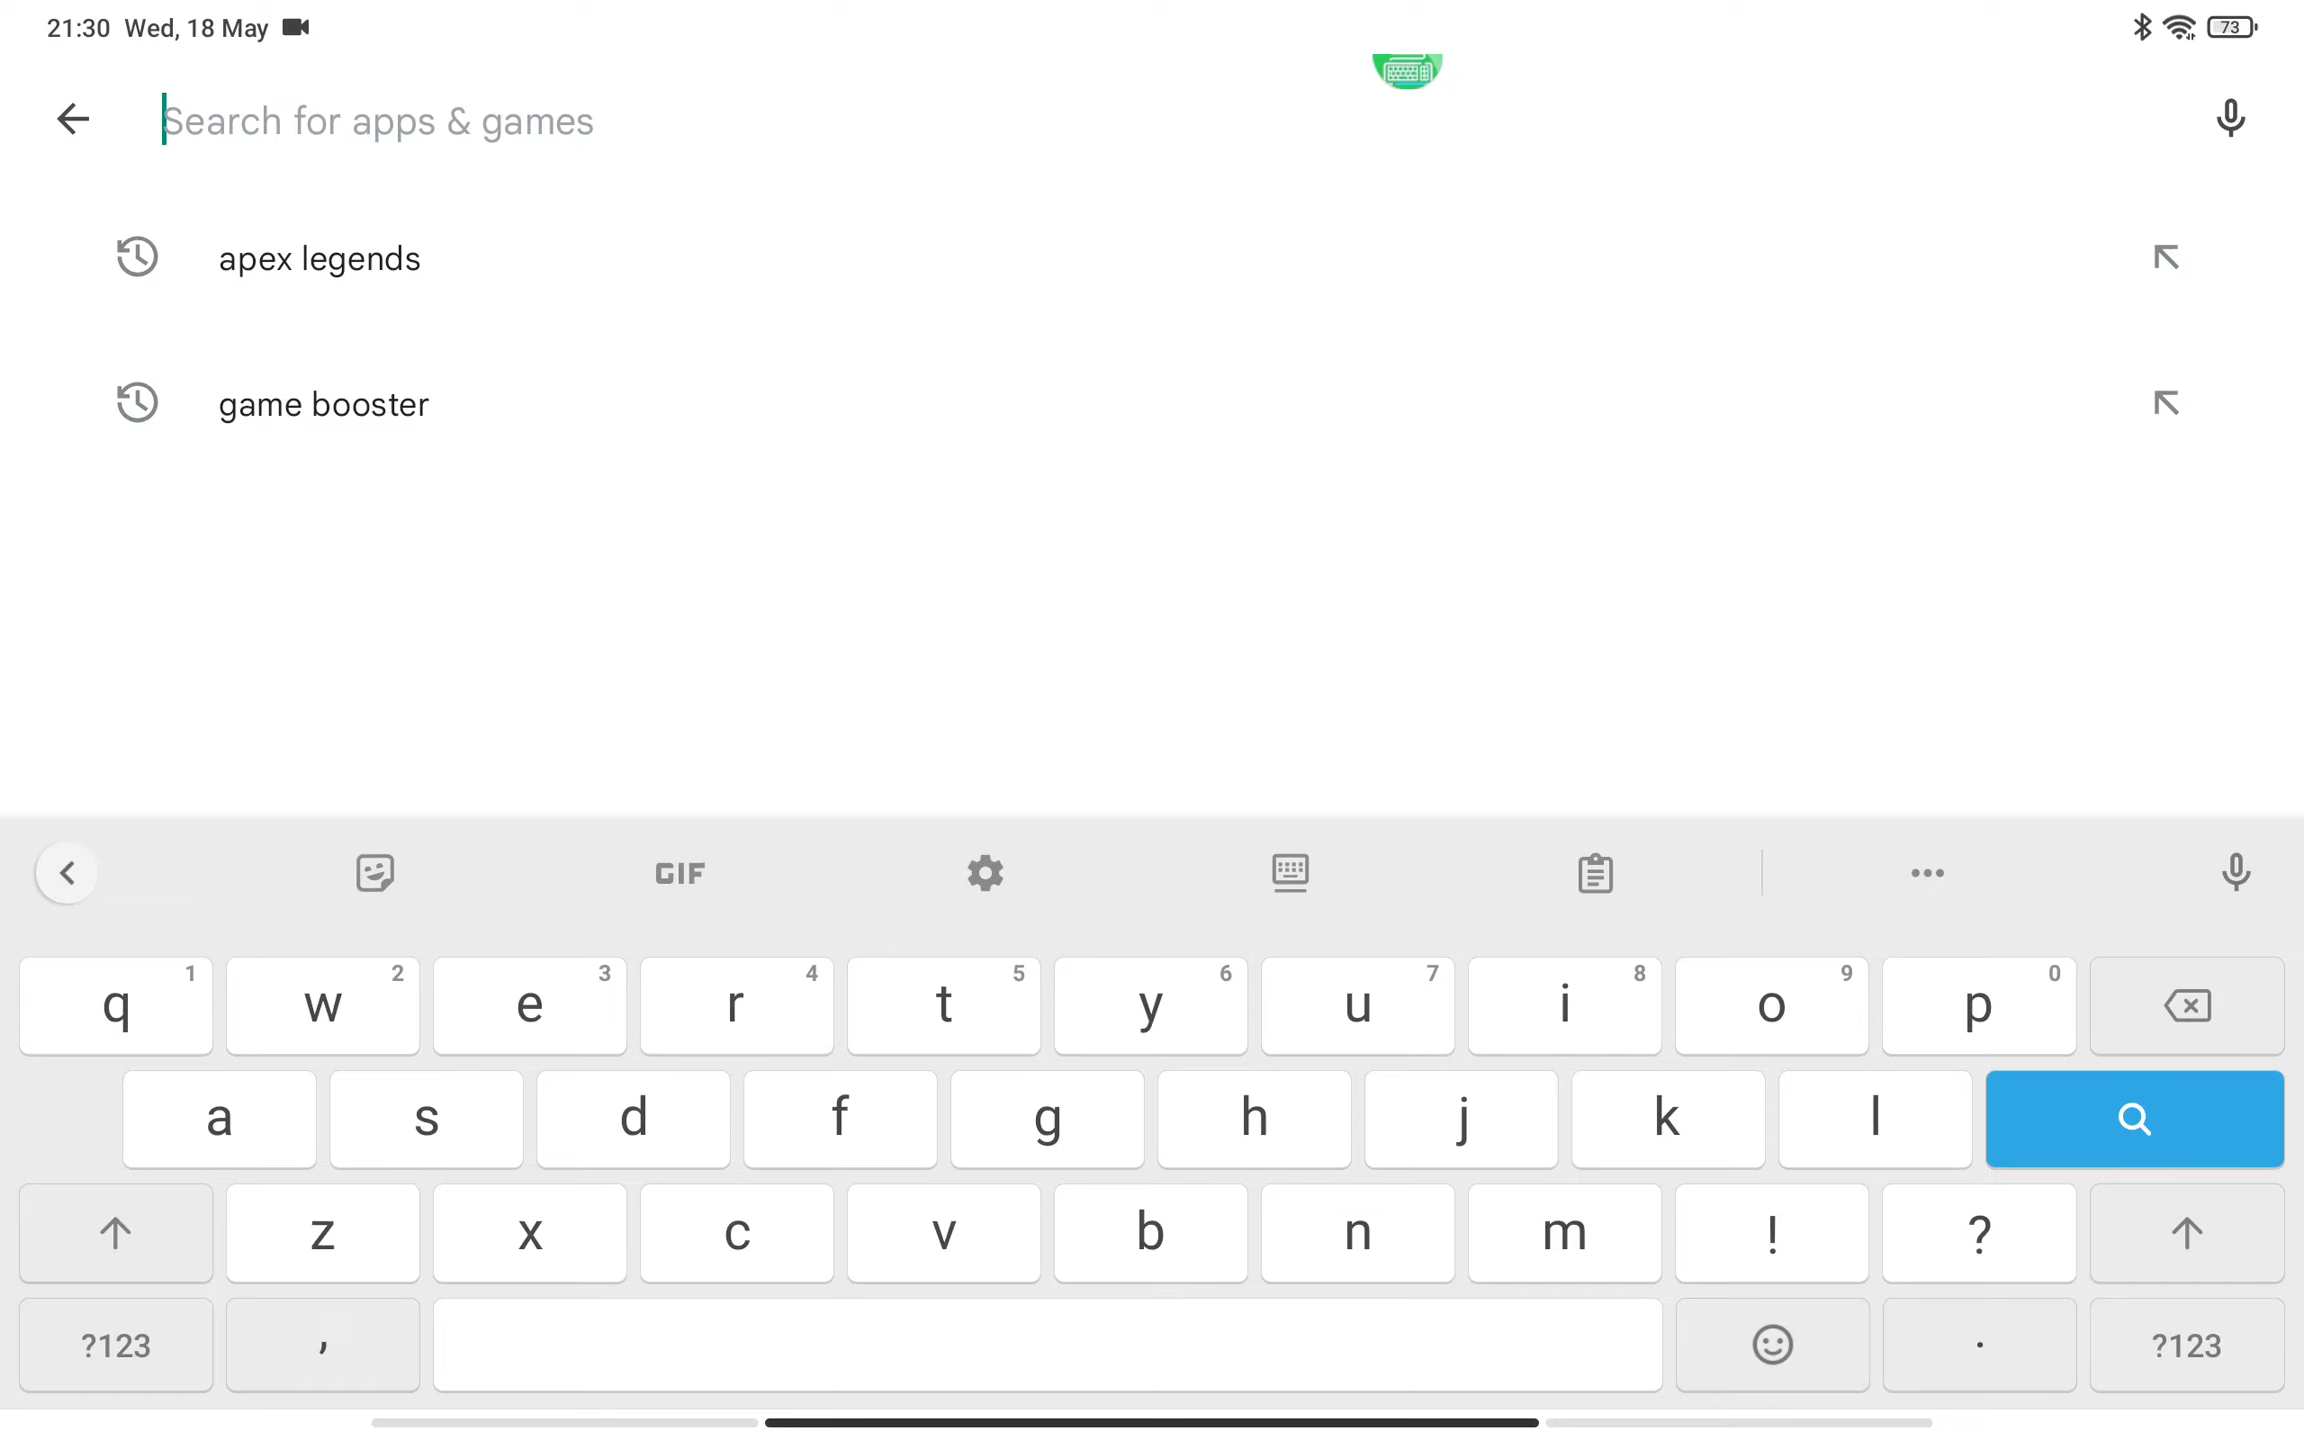 21:30 Wed, 18 May 73
Search for apps & games
apex legends
game booster
GIF
1 2 3 4 5 6 7 8 9 0
q w e r t y u i o p
a s d f g h j k l
z x c v b n m ! ?
?123 , . ?123